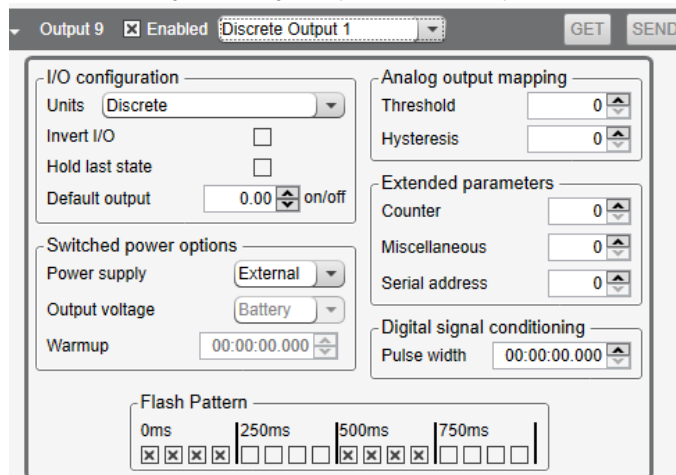 Output 9 Enabled Discrete Output 1 GET SEND
I/O configuration
Units Discrete
Invert I/O
Hold last state
Default output 0.00 on/off
Switched power options
Power supply External
Output voltage Battery
Warmup 00:00:00.000
Analog output mapping
Threshold 0
Hysteresis 0
Extended parameters
Counter 0
Miscellaneous 0
Serial address 0
Digital signal conditioning
Pulse width 00:00:00.000
Flash Pattern
0ms 250ms 500ms 750ms